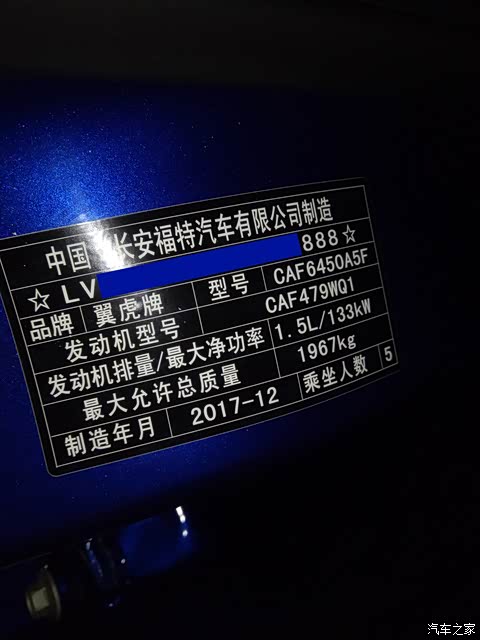 中国 长安福特汽车有限公司制造
☆LV 888☆
品牌 翼虎牌 型号 CAF6450A5F
发动机型号 CAF479WQ1
发动机排量/最大净功率 1.5L/133kW
最大允许总质量 1967kg
制造年月 2017-12 乘坐人数 5
汽车之家